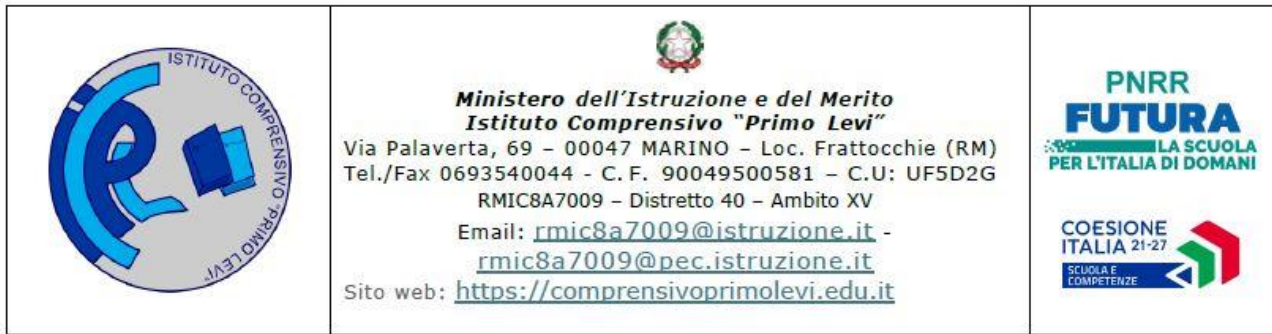 ISTITUTO COMPRENSIVO "PRIMO LEVI"
Ministero dell'Istruzione e del Merito
Istituto Comprensivo "Primo Levi"
Via Palaverta, 69 – 00047 MARINO – Loc. Frattocchie (RM)
Tel./Fax 0693540044 - C. F. 90049500581 – C.U: UF5D2G
RMIC8A7009 – Distretto 40 – Ambito XV
Email: rmic8a7009@istruzione.it -
rmic8a7009@pec.istruzione.it
Sito web: https://comprensivoprimolevi.edu.it
PNRR
FUTURA
LA SCUOLA
PER L'ITALIA DI DOMANI
COESIONE
ITALIA 21-27
SCUOLA E
COMPETENZE